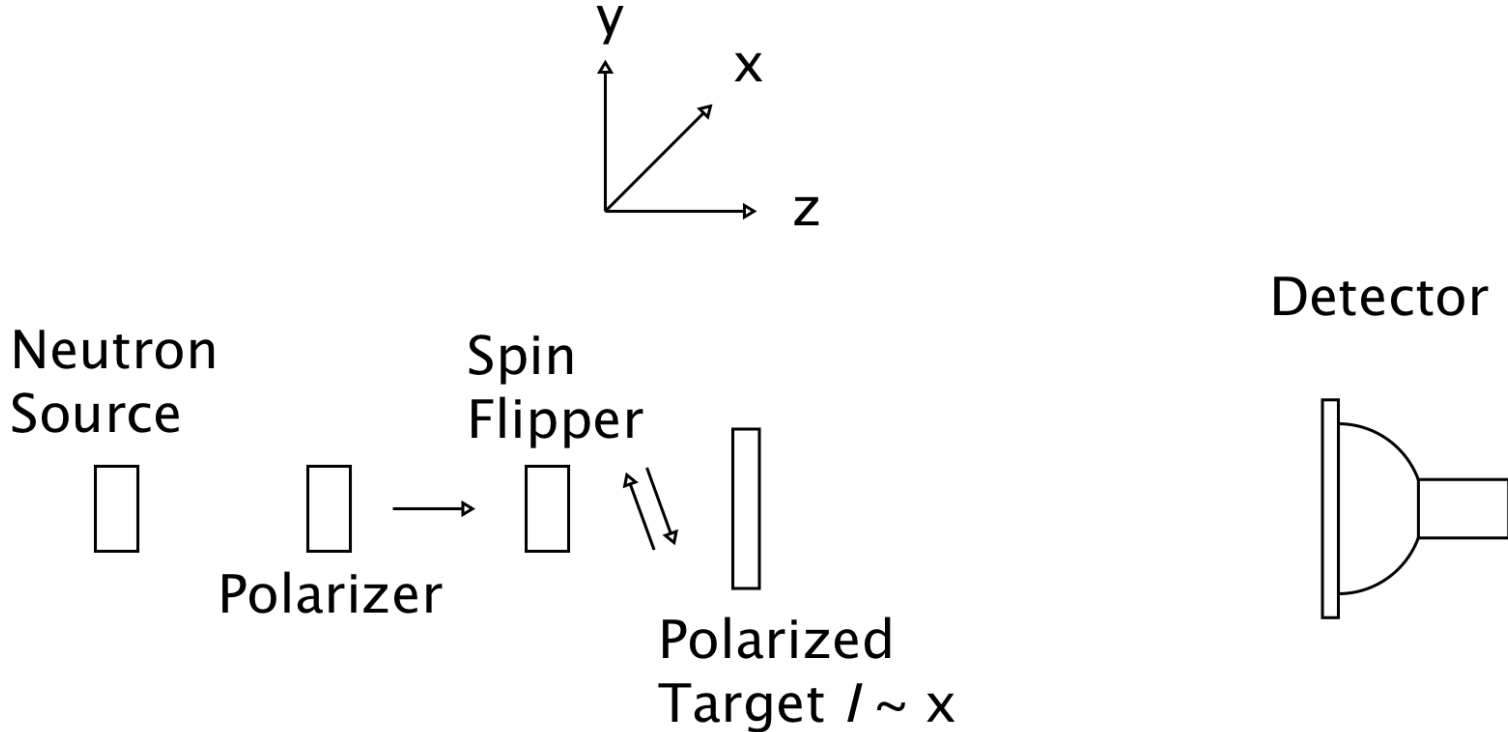 y
x
z
Detector
Neutron
Source
Spin
Flipper
Polarizer
Polarized
Target I ~ x